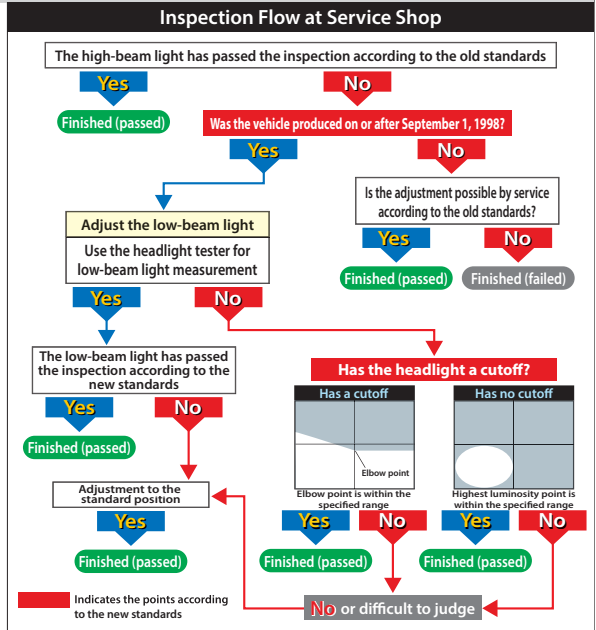 Inspection Flow at Service Shop
The high-beam light has passed the inspection according to the old standards
Yes
No
Finished (passed)
Was the vehicle produced on or after September 1, 1998?
Yes
No
Is the adjustment possible by service
according to the old standards?
Yes
No
Finished (passed)
Finished (failed)
Adjust the low-beam light
Use the headlight tester for
low-beam light measurement
Yes
No
The low-beam light has passed
the inspection according to the
new standards
Yes
No
Finished (passed)
Has the headlight a cutoff?
Has a cutoff
Elbow point
Elbow point is within the
specified range
Yes
No
Finished (passed)
Has no cutoff
Highest luminosity point is
within the specified range
Yes
No
Finished (passed)
Adjustment to the
standard position
Yes
Finished (passed)
No or difficult to judge
Indicates the points according
to the new standards